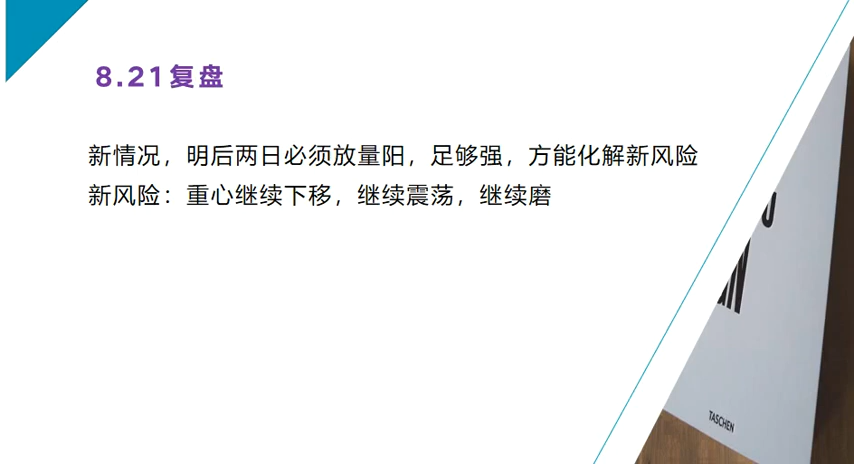 8.21复盘
新情况，明后两日必须放量阳，足够强，方能化解新风险
新风险：重心继续下移，继续震荡，继续磨
TASCHEN